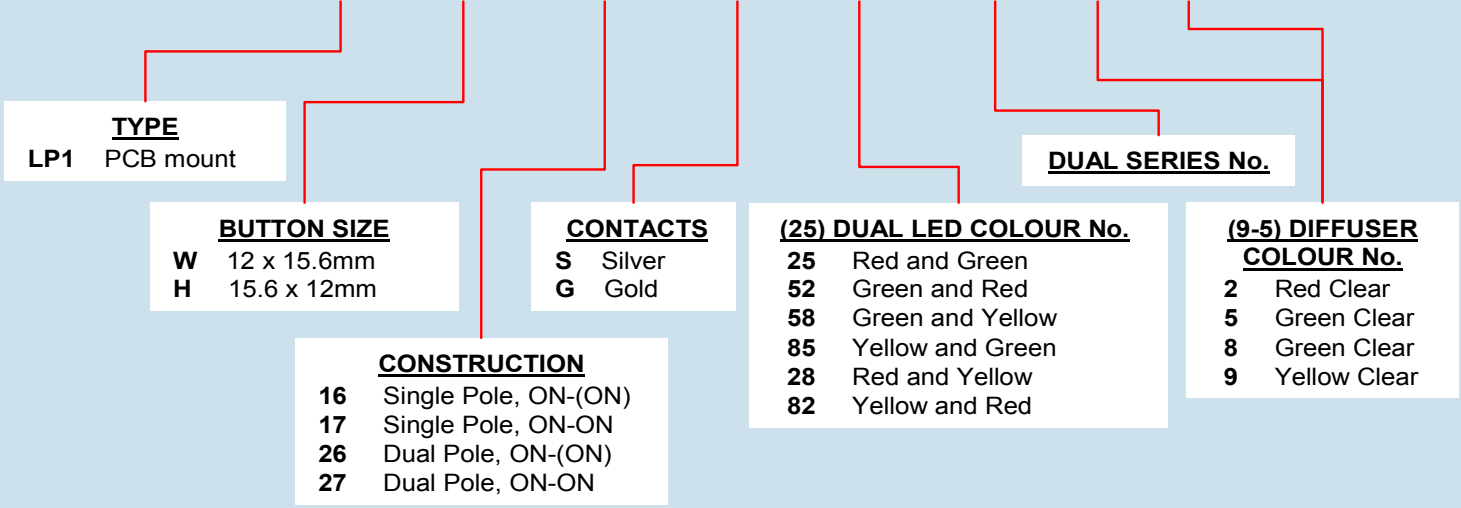 TYPE
LP1 PCB mount
BUTTON SIZE
W 12 x 15.6mm
H 15.6 x 12mm
CONSTRUCTION
16 Single Pole, ON-(ON)
17 Single Pole, ON-ON
26 Dual Pole, ON-(ON)
27 Dual Pole, ON-ON
CONTACTS
S Silver
G Gold
(25) DUAL LED COLOUR No.
25 Red and Green
52 Green and Red
58 Green and Yellow
85 Yellow and Green
28 Red and Yellow
82 Yellow and Red
DUAL SERIES No.
(9-5) DIFFUSER
COLOUR No.
2 Red Clear
5 Green Clear
8 Green Clear
9 Yellow Clear